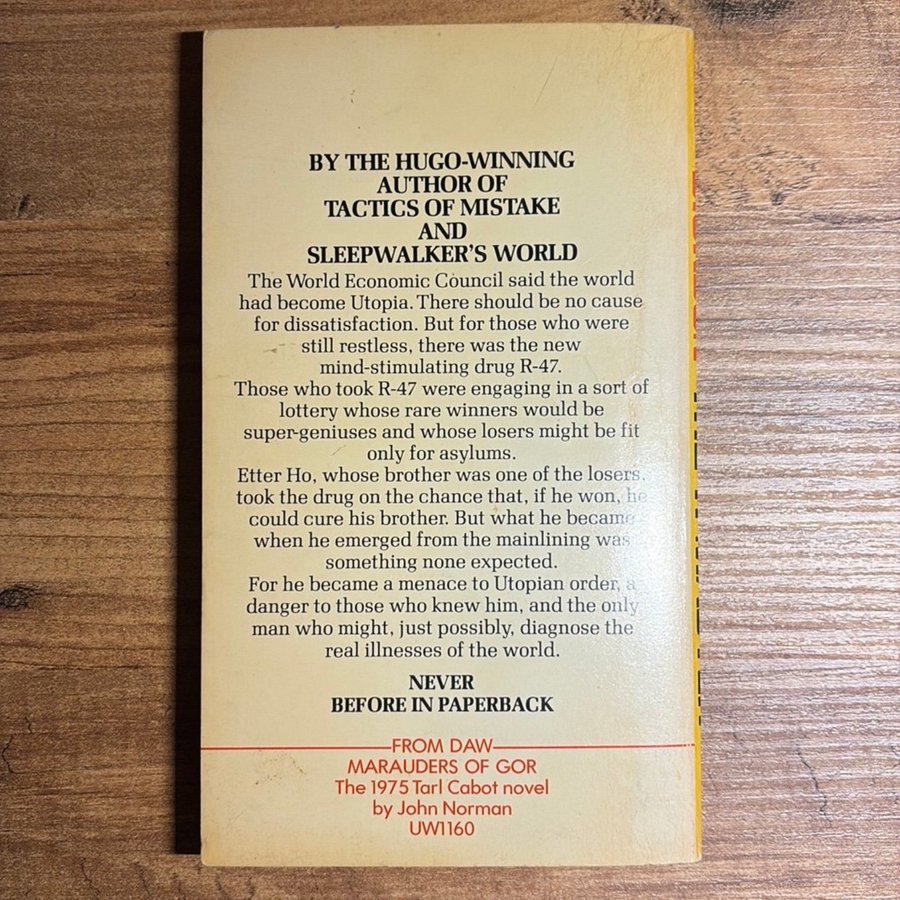 BY THE HUGO-WINNING
AUTHOR OF
TACTICS OF MISTAKE
AND
SLEEPWALKER'S WORLD
The World Economic Council said the world
had become Utopia. There should be no cause
for dissatisfaction. But for those who were
still restless, there was the new
mind-stimulating drug R-47.
Those who took R-47 were engaging in a sort of
lottery whose rare winners would be
super-geniuses and whose losers might be fit
only for asylums.
Etter Ho, whose brother was one of the losers,
took the drug on the chance that, if he won, he
could cure his brother. But what he became
when he emerged from the mainlining was
something none expected.
For he became a menace to Utopian order, a
danger to those who knew him, and the only
man who might, just possibly, diagnose the
real illnesses of the world.
NEVER
BEFORE IN PAPERBACK
FROM DAW
MARAUDERS OF GOR
The 1975 Tarl Cabot novel
by John Norman
UW1160